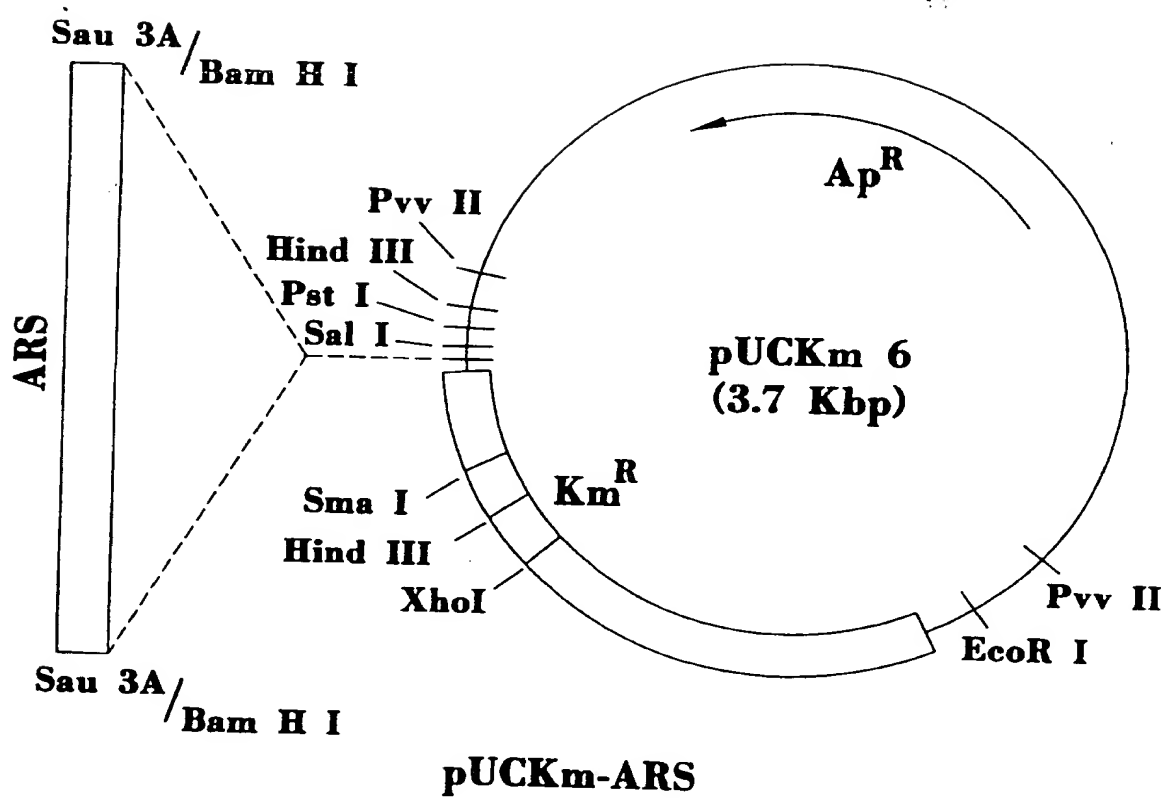 Sau 3A/Bam H I
ARS
Sau 3A/Bam H I
Pvv II
Hind III
Pst I
Sal I
Ap^R
pUCKm 6
(3.7 Kbp)
Km^R
Sma I
Hind III
XhoI
Pvv II
EcoR I
pUCKm-ARS